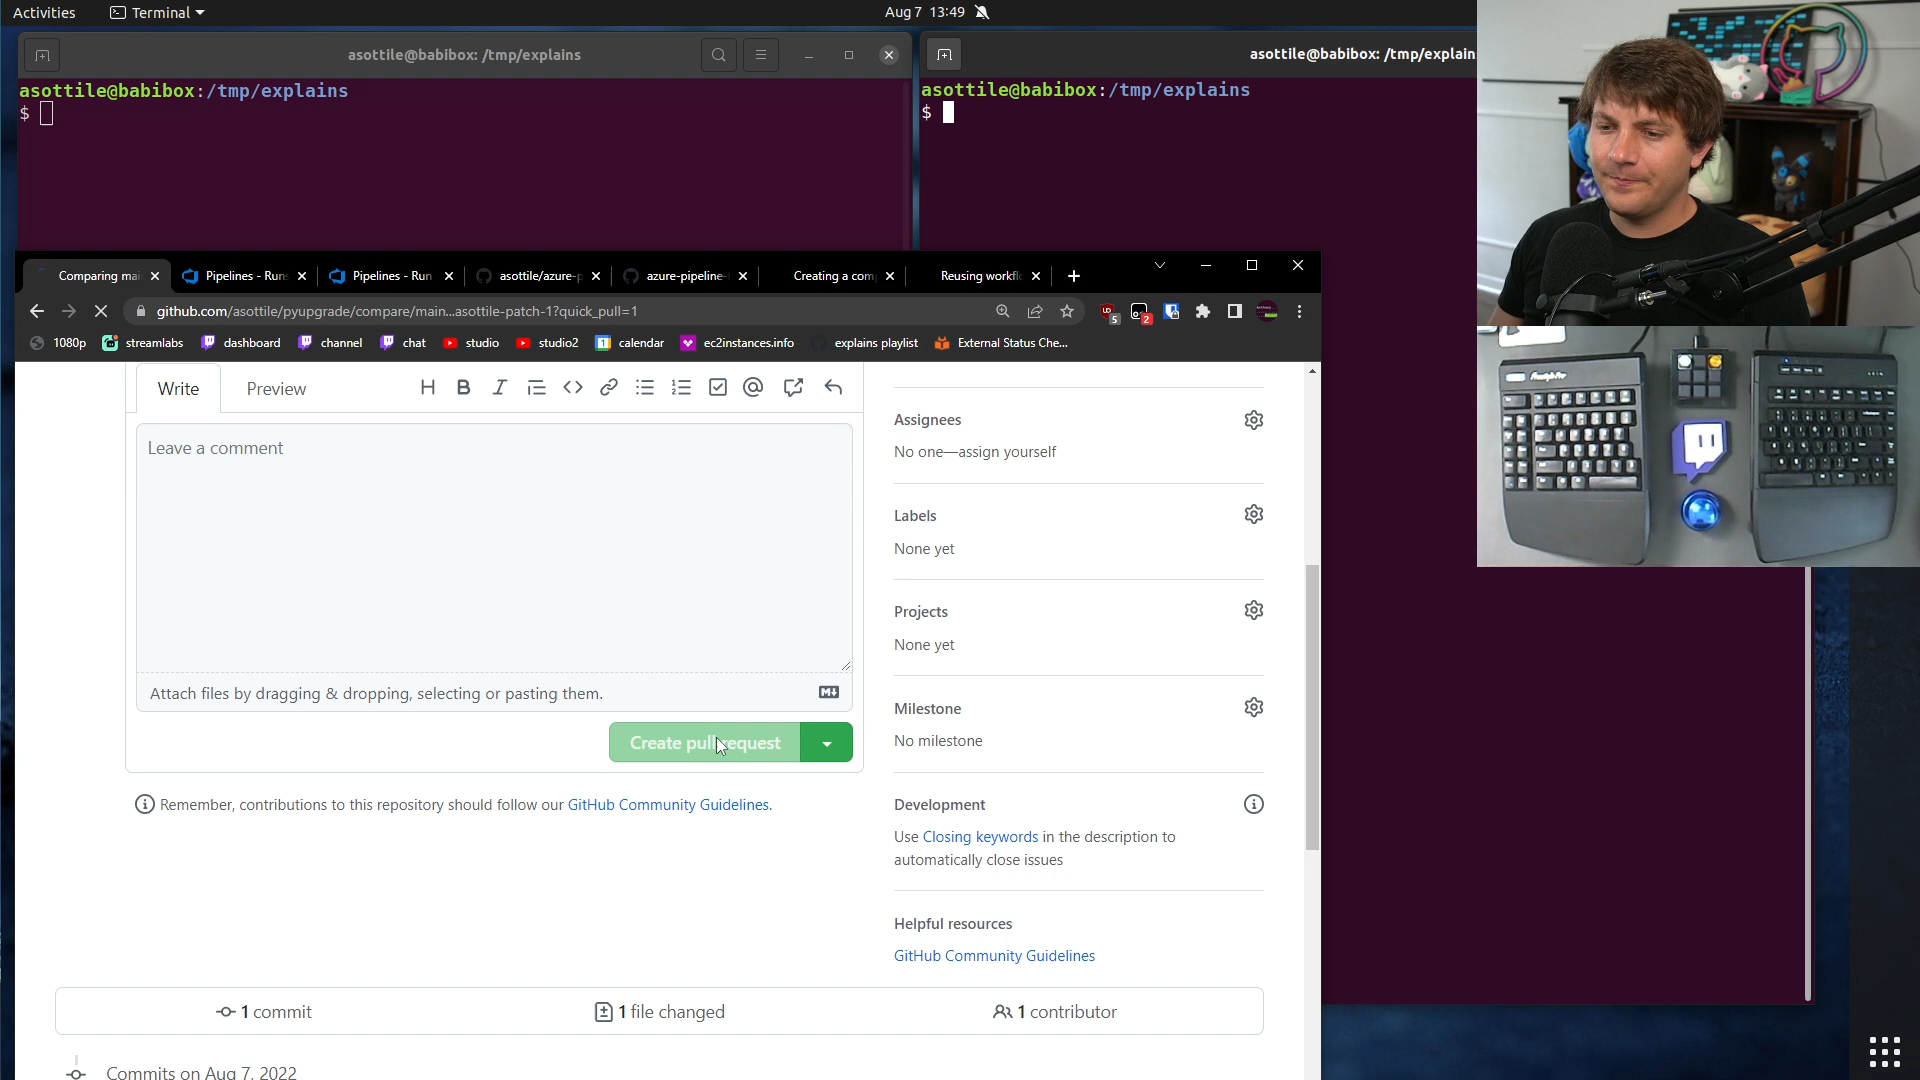 Activities
Terminal
Aug 7 13:49
asottile@babibox: /tmp/explains
asottile@babibox: /tmp/explain
asottile@babibox:/tmp/explains
$
asottile@babibox:/tmp/explains
$
Comparing mai
Pipelines - Runs
Pipelines - Run
asottile/azure-p
azure-pipeline-
Creating a com
Reusing workfl
github.com/asottile/pyupgrade/compare/main...asottile-patch-1?quick_pull=1
5
2
1080p
streamlabs
dashboard
channel
chat
studio
studio2
calendar
ec2instances.info
explains playlist
External Status Che...
Write
Preview
Leave a comment
Attach files by dragging & dropping, selecting or pasting them.
Create pull request
Remember, contributions to this repository should follow our GitHub Community Guidelines.
Assignees
No one—assign yourself
Labels
None yet
Projects
None yet
Milestone
No milestone
Development
Use Closing keywords in the description to
automatically close issues
Helpful resources
GitHub Community Guidelines
1 commit
1 file changed
1 contributor
Commits on Aug 7, 2022